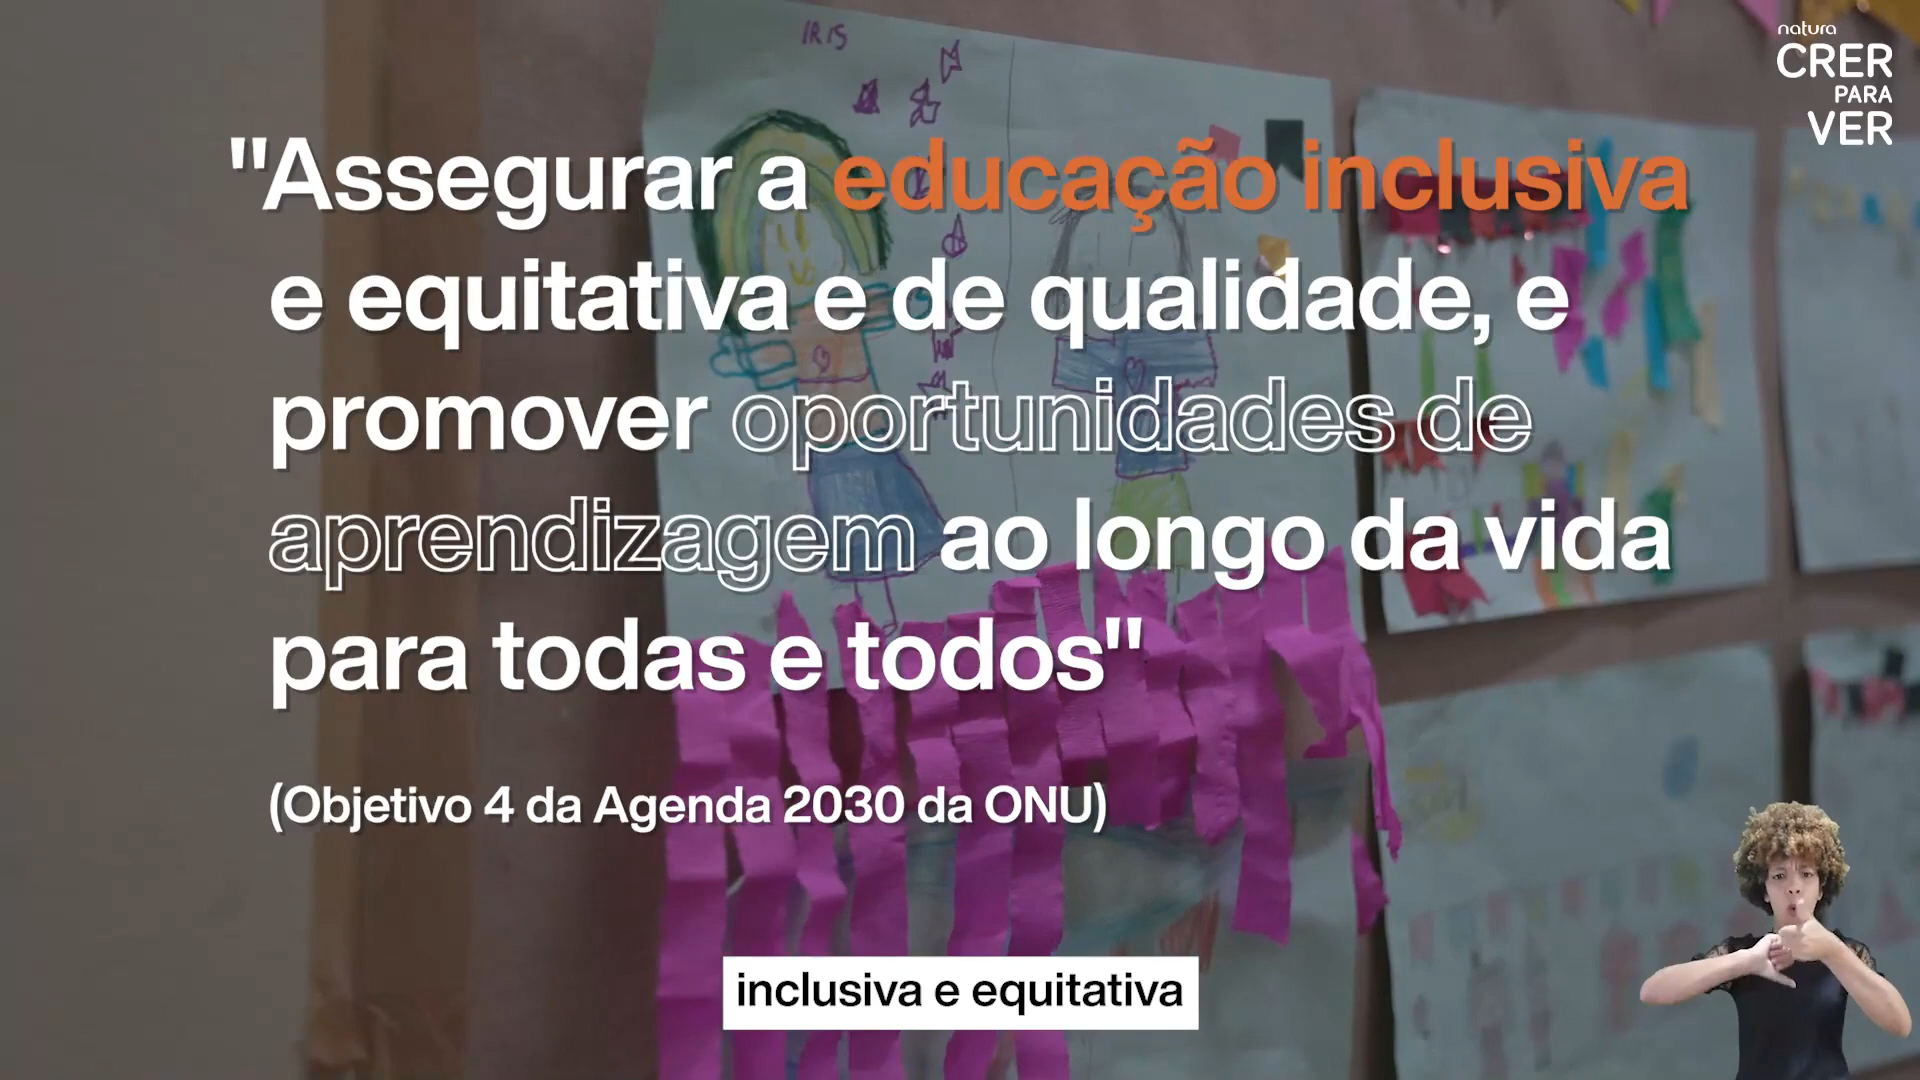 IRIS
natura
CRER
PARA
VER
"Assegurar a educação inclusiva
e equitativa e de qualidade, e
promover oportunidades de
aprendizagem ao longo da vida
para todas e todos"
(Objetivo 4 da Agenda 2030 da ONU)
inclusiva e equitativa